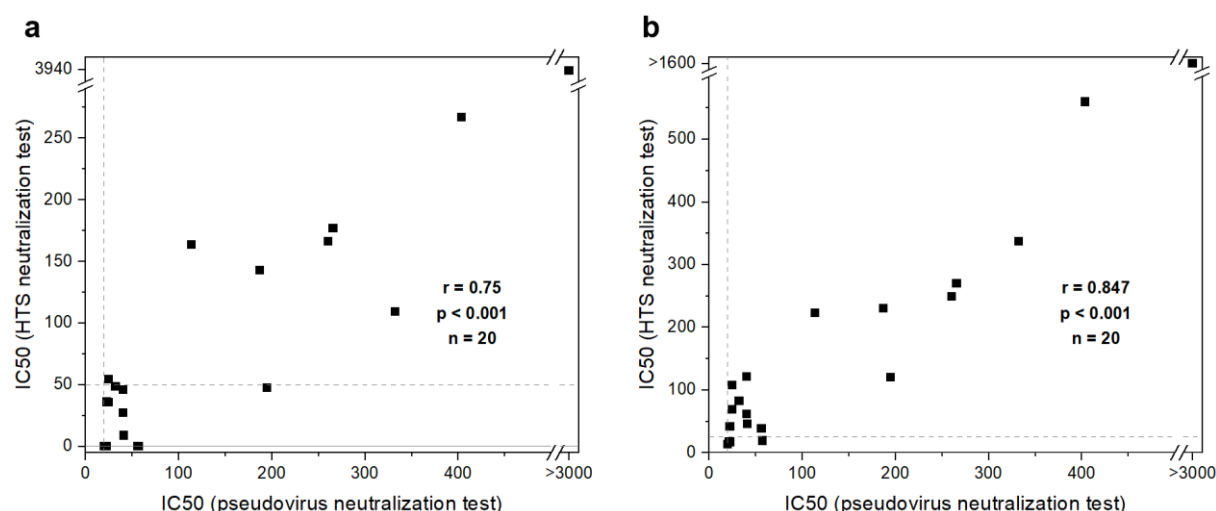 a
3940
250
200
150
100
50
0
IC50 (HTS neutralization test)
r = 0.75
p < 0.001
n = 20
0
100
200
300
400
>3000
IC50 (pseudovirus neutralization test)
b
>1600
500
400
300
200
100
0
IC50 (HTS neutralization test)
r = 0.847
p < 0.001
n = 20
0
100
200
300
400
>3000
IC50 (pseudovirus neutralization test)